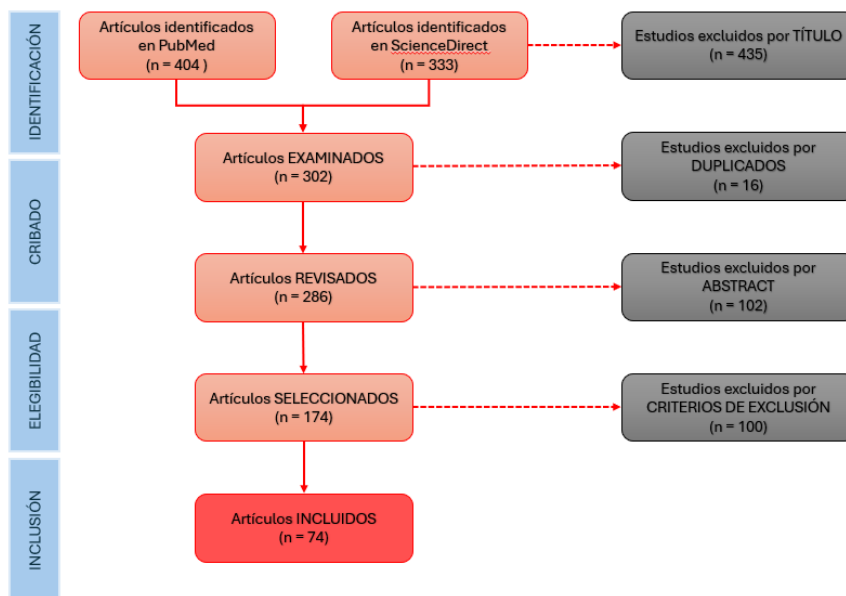 IDENTIFICACIÓN
Artículos identificados
en PubMed
(n = 404 )
Artículos identificados
en ScienceDirect
(n = 333)
Estudios excluidos por TÍTULO
(n = 435)
Artículos EXAMINADOS
(n = 302)
Estudios excluidos por
DUPLICADOS
(n = 16)
CRIBADO
Artículos REVISADOS
(n = 286)
Estudios excluidos por
ABSTRACT
(n = 102)
ELEGIBILIDAD
Artículos SELECCIONADOS
(n = 174)
Estudios excluidos por
CRITERIOS DE EXCLUSIÓN
(n = 100)
INCLUSIÓN
Artículos INCLUIDOS
(n = 74)